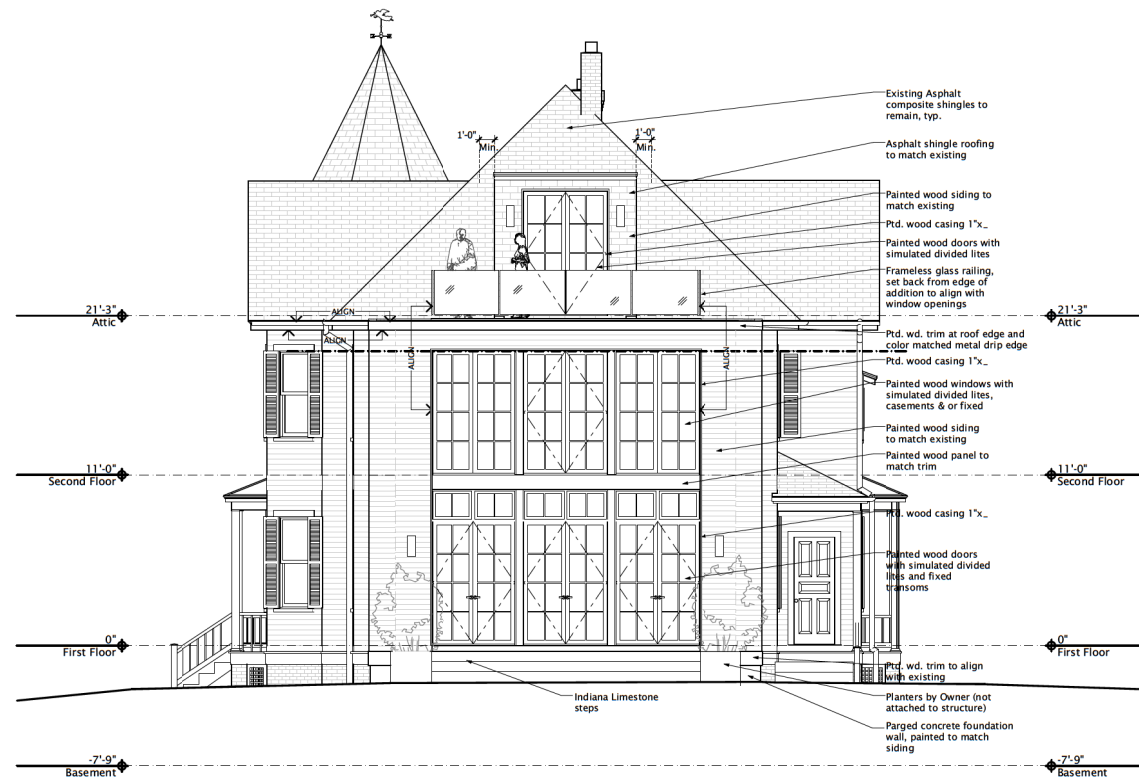 Existing Asphalt
composite shingles to
remain, typ.
1'-0"
Min.
1'-0"
Min.
Asphalt shingle roofing
to match existing
Painted wood siding to
match existing
Ptd. wood casing 1"x_
Painted wood doors with
simulated divided lites
Frameless glass railing,
set back from edge of
addition to align with
window openings
21'-3"
Attic
ALIGN
ALIGN
21'-3"
Attic
Ptd. wd. trim at roof edge and
color matched metal drip edge
ALIGN
ALIGN
Ptd. wood casing 1"x_
Painted wood windows with
simulated divided lites,
casements & or fixed
Painted wood siding
to match existing
Painted wood panel to
match trim
11'-0"
Second Floor
11'-0"
Second Floor
Ptd. wood casing 1"x_
Painted wood doors
with simulated divided
lites and fixed
transoms
0"
First Floor
0"
First Floor
Ptd. wd. trim to align
with existing
Indiana Limestone
steps
Planters by Owner (not
attached to structure)
Parged concrete foundation
wall, painted to match
siding
-7'-9"
Basement
-7'-9"
Basement